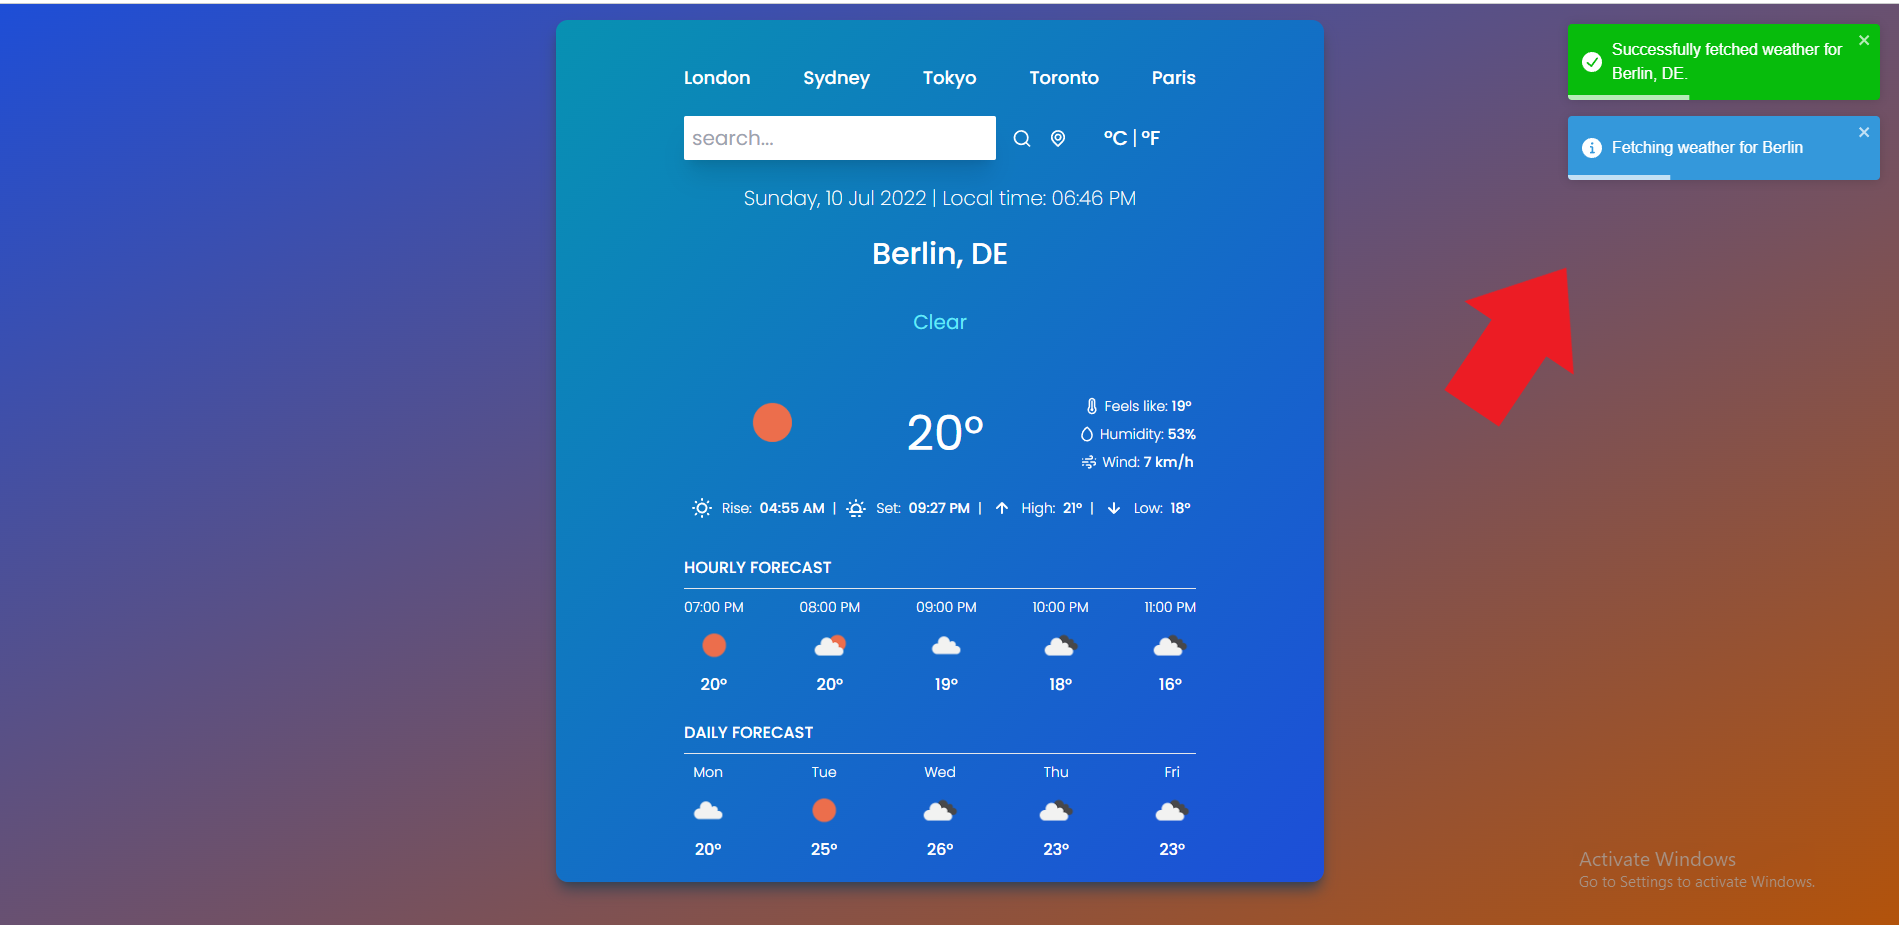 London Sydney Tokyo Toronto Paris
search...
°C | °F
Sunday, 10 Jul 2022 | Local time: 06:46 PM
Berlin, DE
Clear
20°
Feels like: 19°
Humidity: 53%
Wind: 7 km/h
Rise: 04:55 AM | Set: 09:27 PM | High: 21° | Low: 18°
HOURLY FORECAST
07:00 PM 08:00 PM 09:00 PM 10:00 PM 11:00 PM
20° 20° 19° 18° 16°
DAILY FORECAST
Mon Tue Wed Thu Fri
20° 25° 26° 23° 23°
Successfully fetched weather for
Berlin, DE.
Fetching weather for Berlin
Activate Windows
Go to Settings to activate Windows.